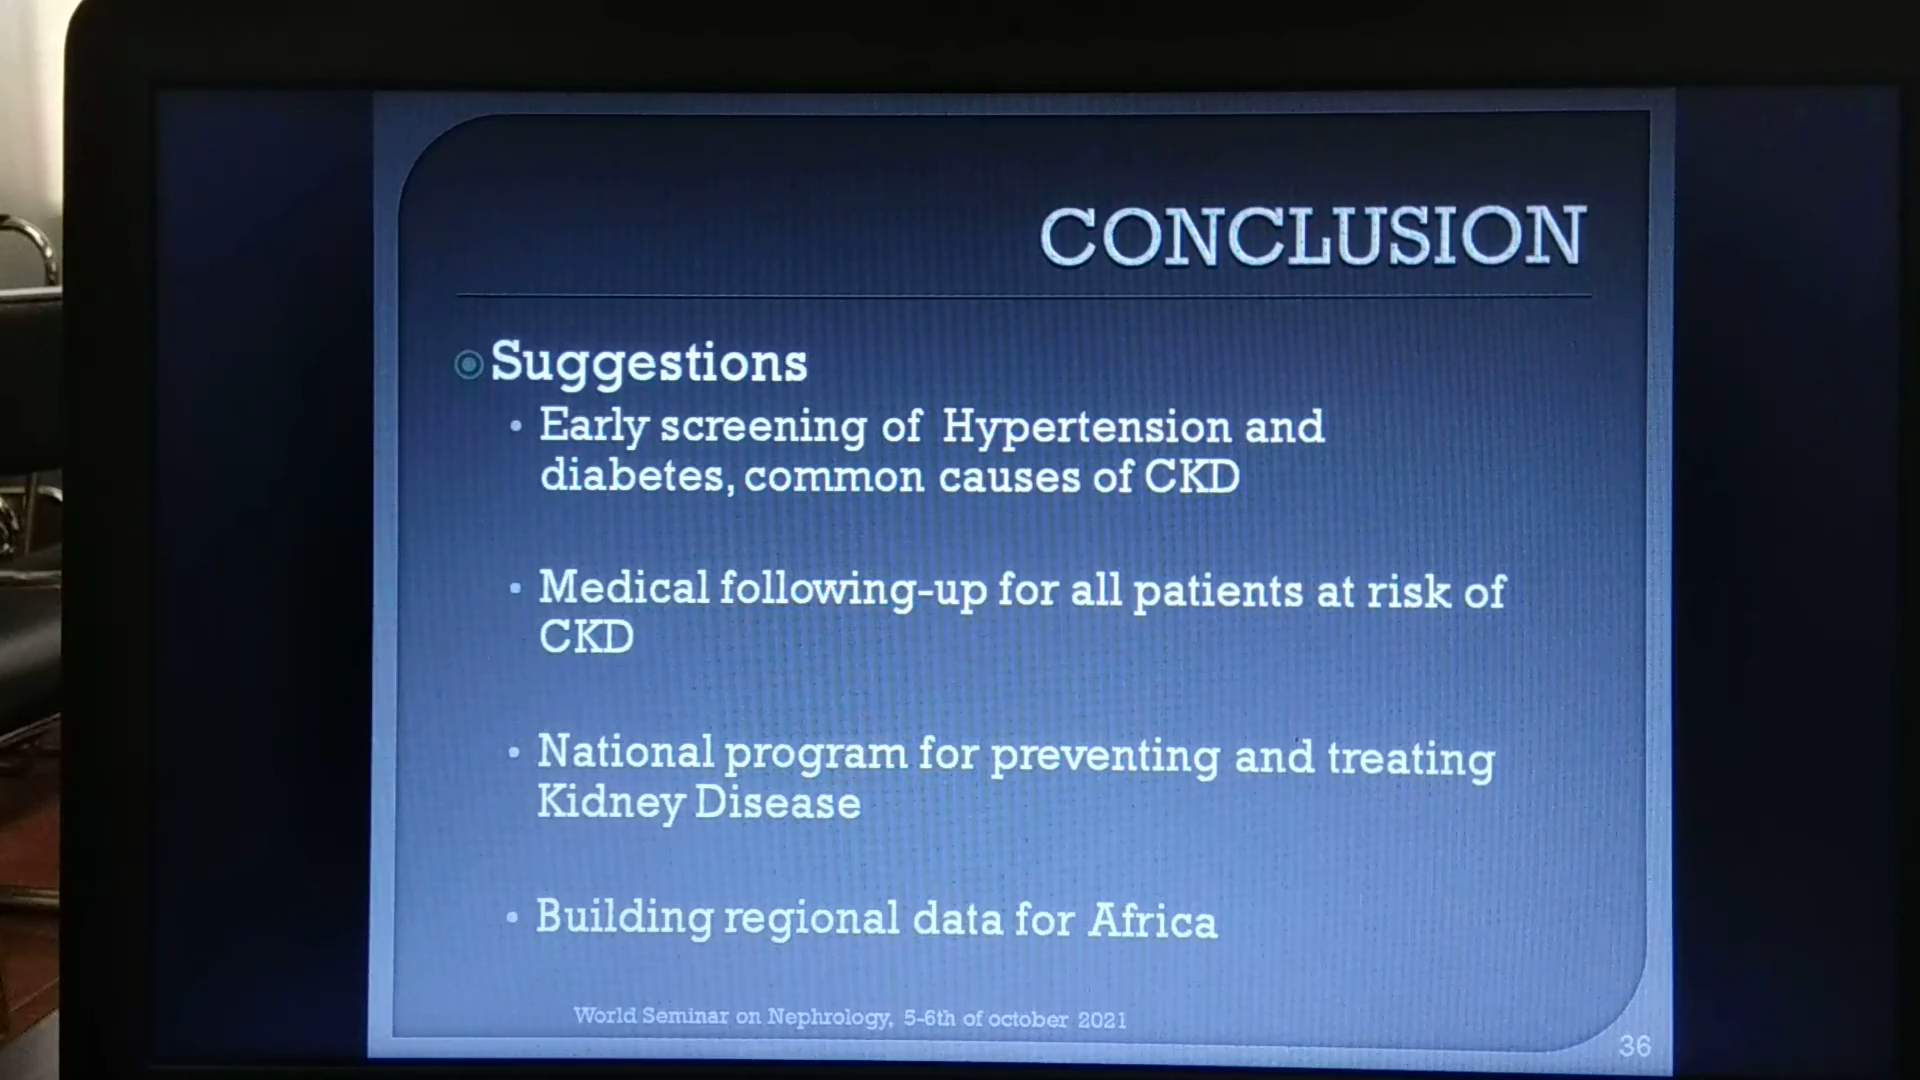 CONCLUSION
Suggestions
• Early screening of Hypertension and
diabetes, common causes of CKD
• Medical following-up for all patients at risk of
CKD
• National program for preventing and treating
Kidney Disease
• Building regional data for Africa
World Seminar on Nephrology, 5-6th of october 2021
36